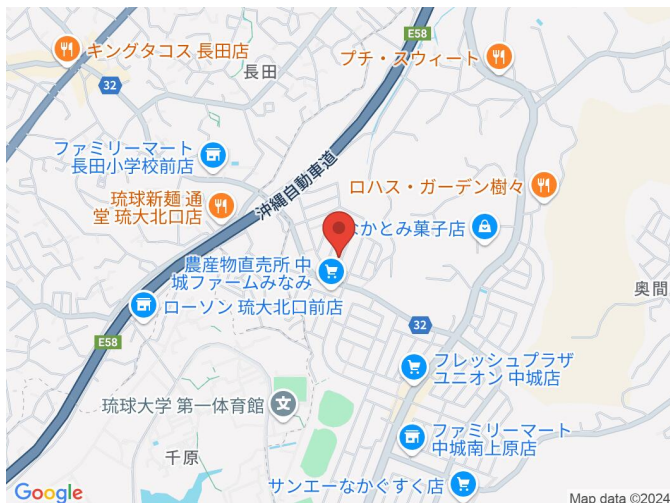 E58
キングタコス 長田店
プチ・スウィート
長田
32
ファミリーマート
長田小学校前店
沖縄自動車道
ロハス・ガーデン樹々
琉球新麺 通
堂 琉大北口店
なかとみ菓子店
農産物直売所 中
城ファームみなみ
奥間
ローソン 琉大北口前店
32
E58
フレッシュプラザ
ユニオン 中城店
琉球大学 第一体育館
ファミリーマート
中城南上原店
千原
サンエーなかぐすく店
Google
Map data ©2024